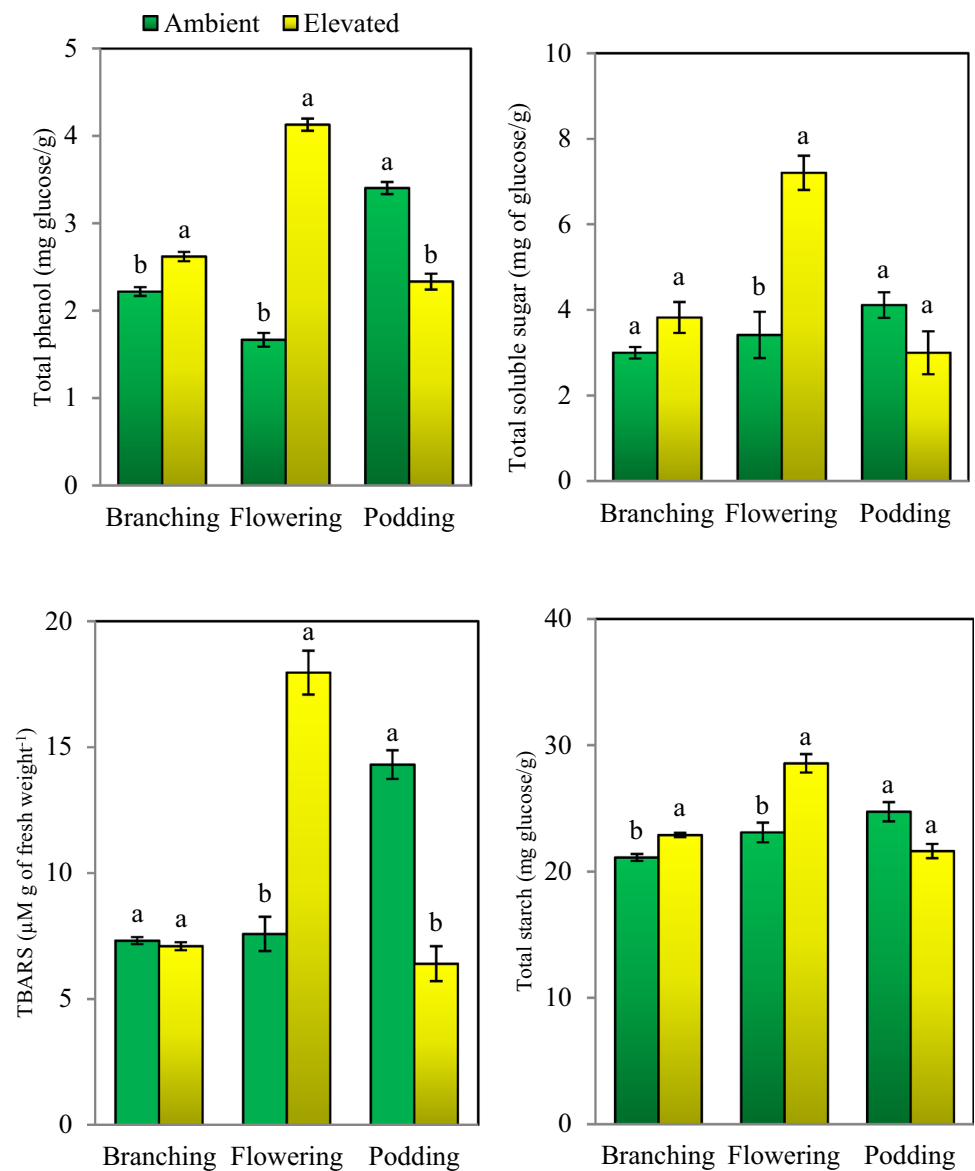 Ambient Elevated
Total phenol (mg glucose/g)
5
4
3
2
1
0
b a b a a b
Branching Flowering Podding
Total soluble sugar (mg of glucose/g)
10
8
6
4
2
0
a a b a a a
Branching Flowering Podding
TBARS (μM g of fresh weight⁻¹)
20
15
10
5
0
a a b a a b
Branching Flowering Podding
Total starch (mg glucose/g)
40
30
20
10
0
b a b a a a
Branching Flowering Podding